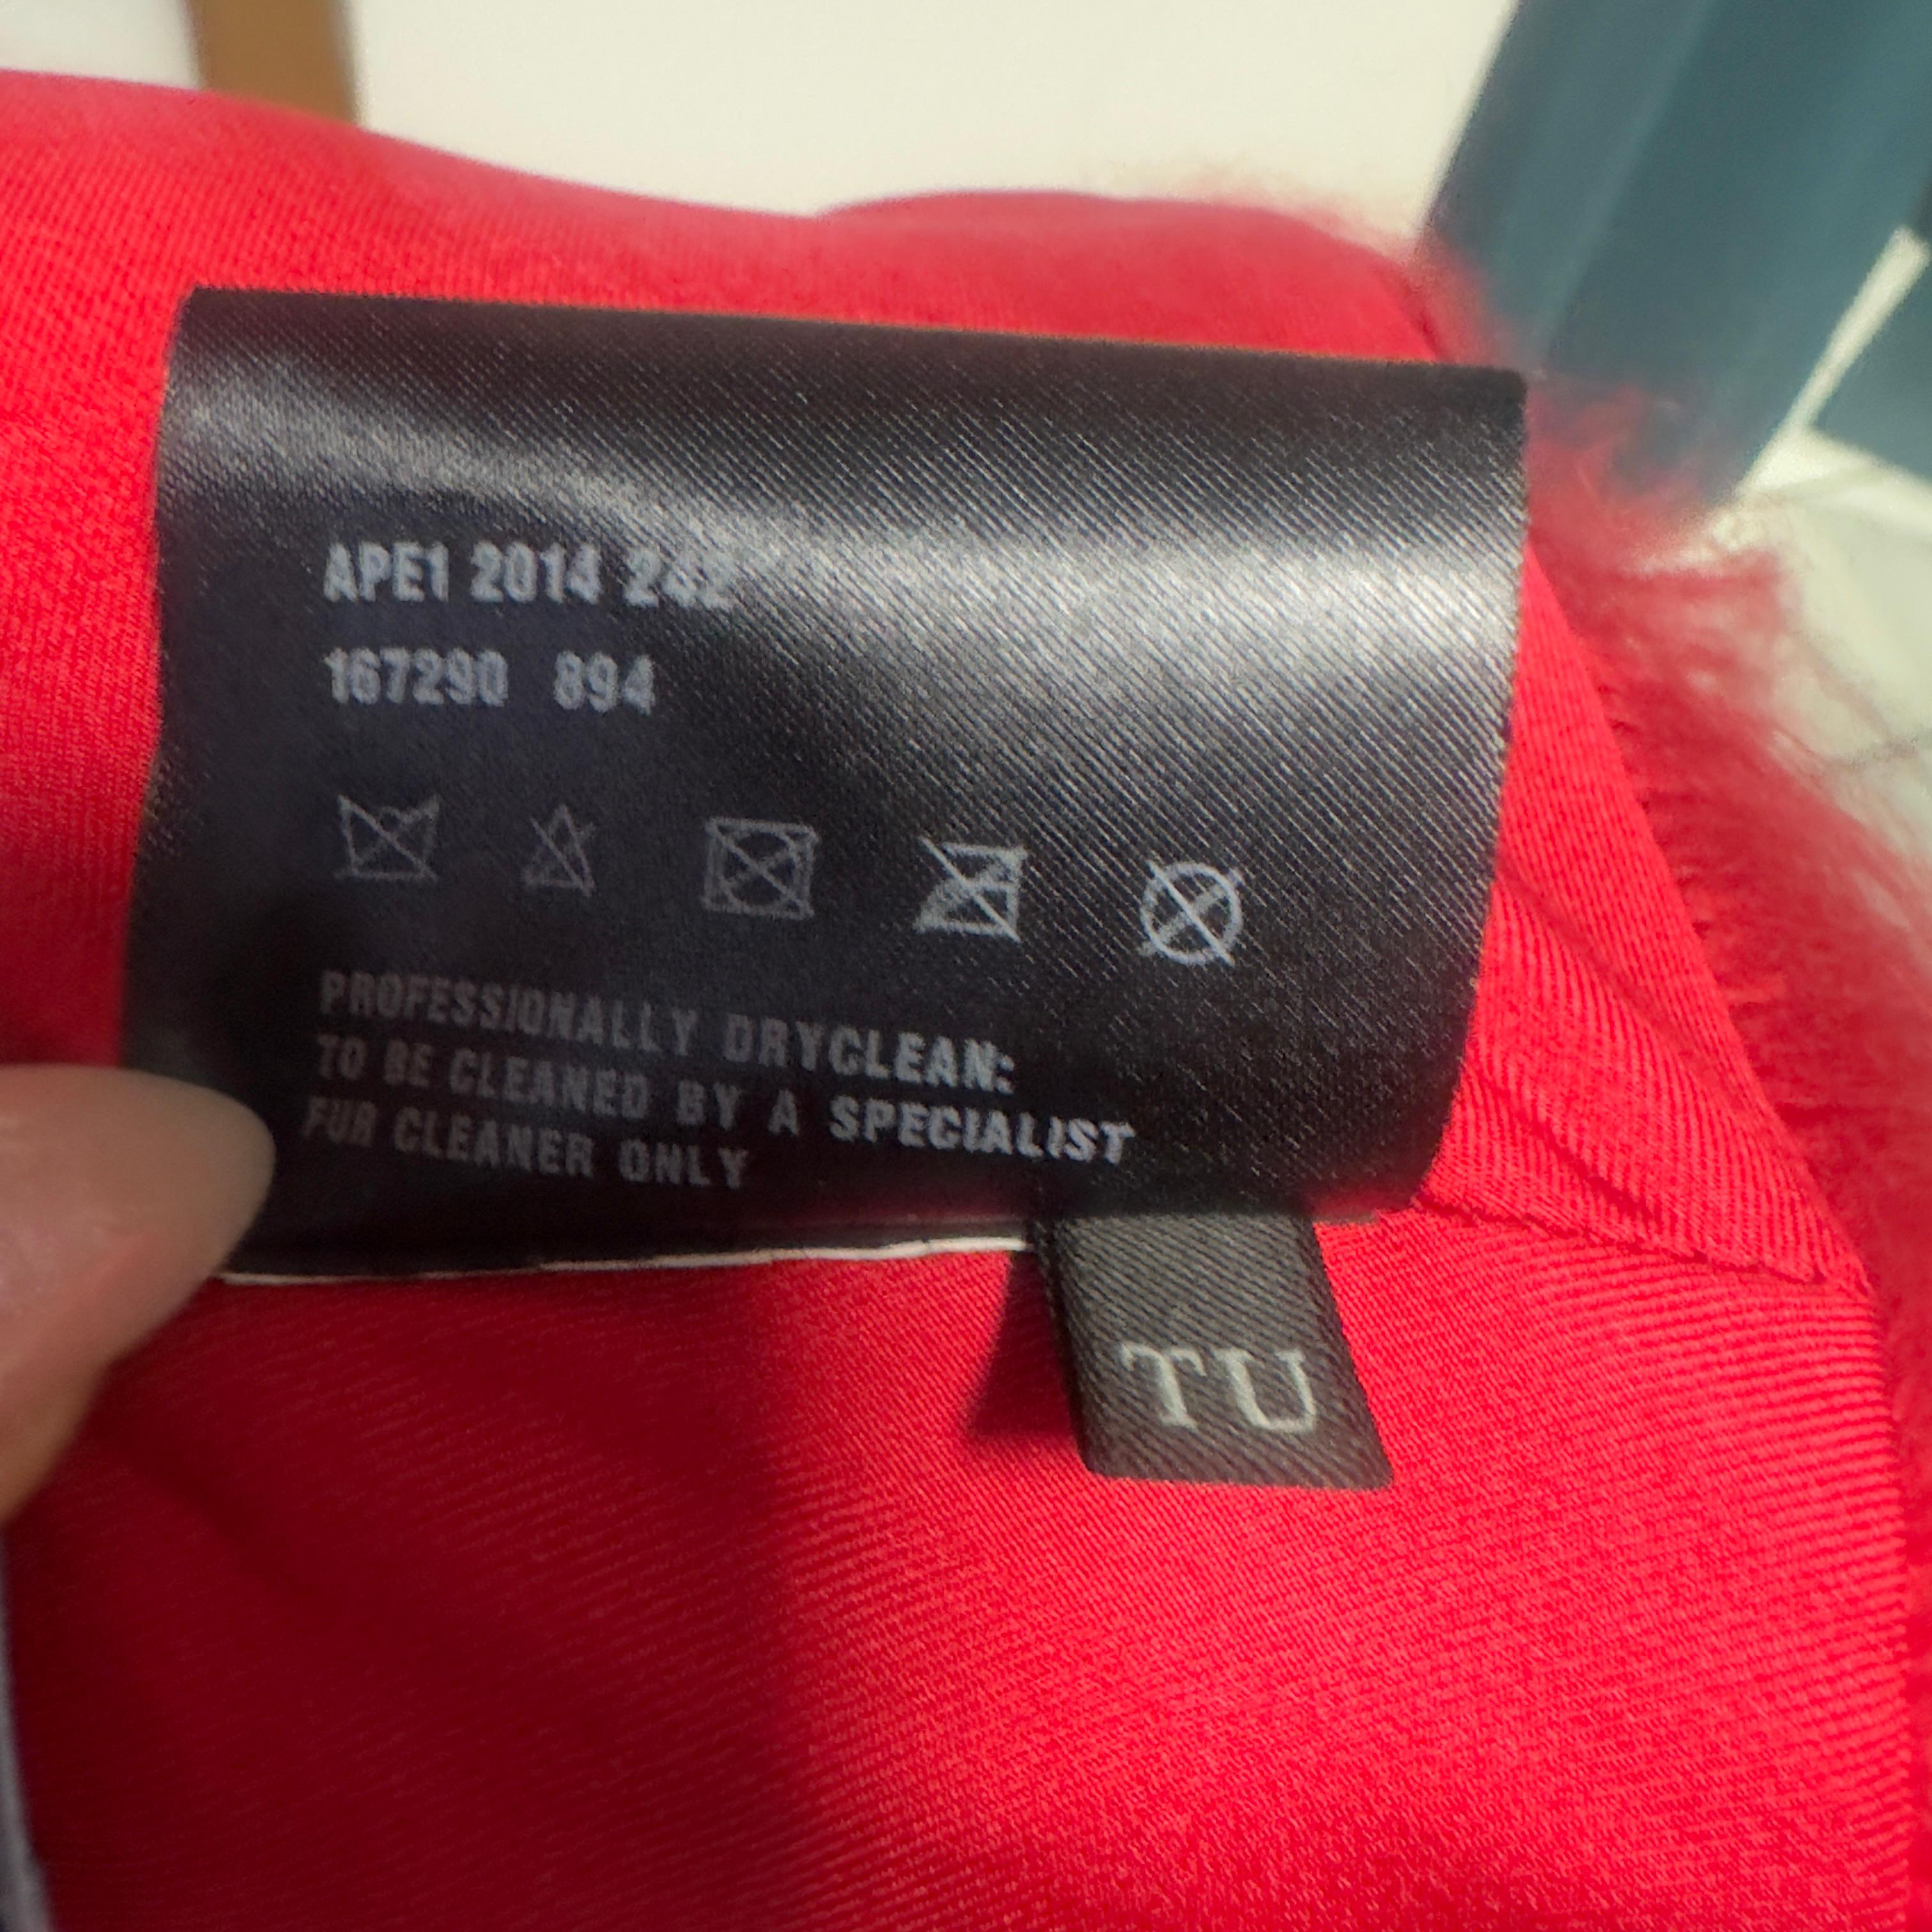 APE1 2014 242
167290 894
PROFESSIONALLY DRYCLEAN:
TO BE CLEANED BY A SPECIALIST
FUR CLEANER ONLY
TU